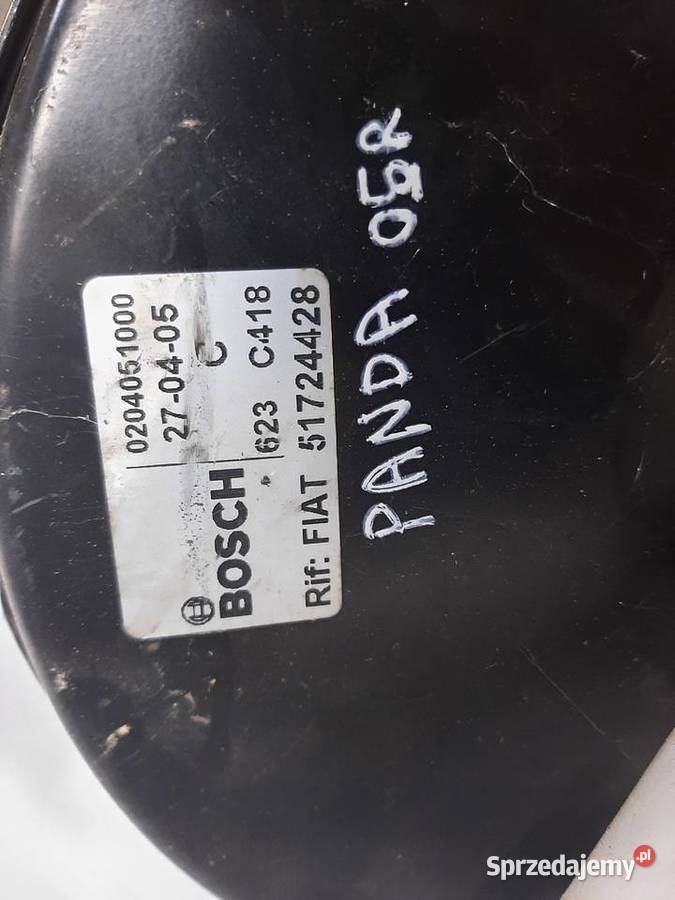 0204051000
27-04-05
C
BOSCH
623 C418
Rif: FIAT 51724428
PANDA 05R
Sprzedajemy.pl